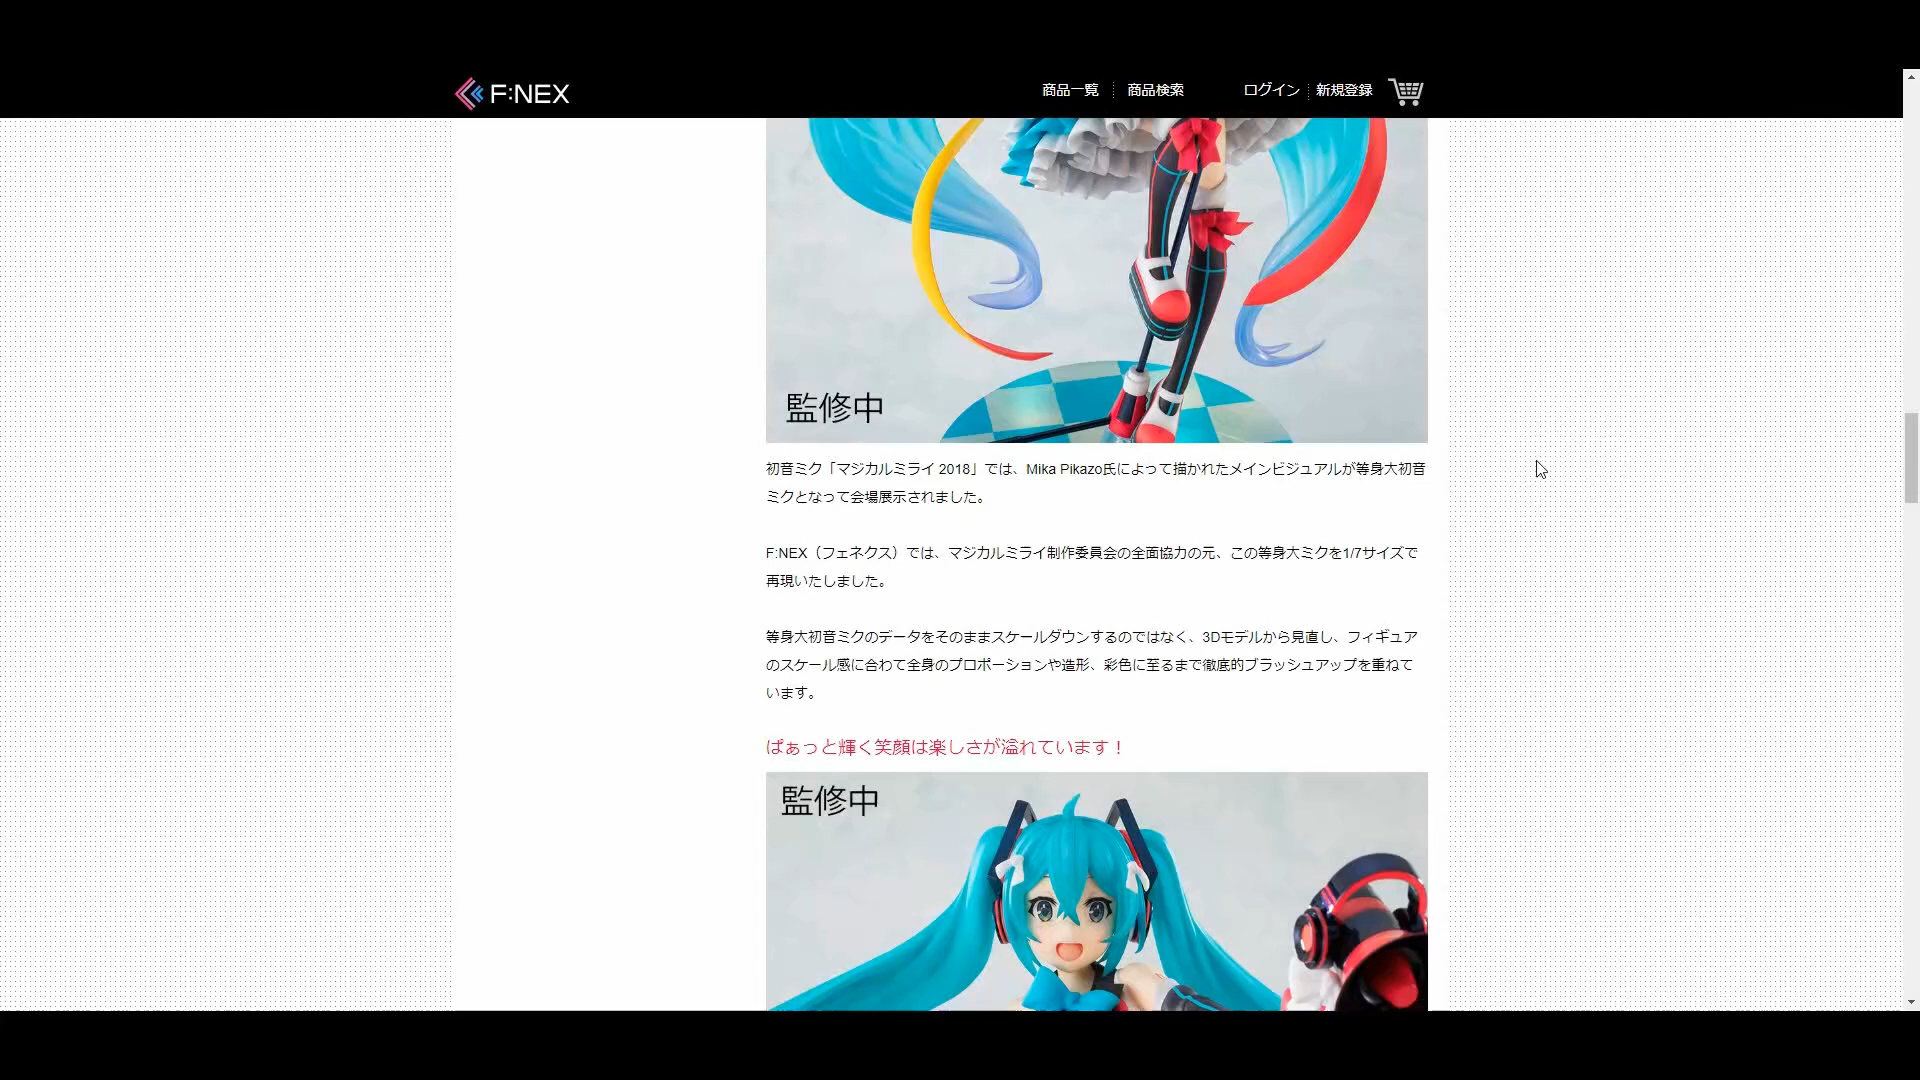 F:NEX
商品一覧 商品検索 ログイン 新規登録
監修中
初音ミク「マジカルミライ 2018」では、Mika Pikazo氏によって描かれたメインビジュアルが等身大初音
ミクとなって会場展示されました。
F:NEX（フェネクス）では、マジカルミライ制作委員会の全面協力の元、この等身大ミクを1/7サイズで
再現いたしました。
等身大初音ミクのデータをそのままスケールダウンするのではなく、3Dモデルから見直し、フィギュア
のスケール感に合わせて全身のプロポーションや造形、彩色に至るまで徹底的ブラッシュアップを重ねて
います。
ぱぁっと輝く笑顔は楽しさが溢れています！
監修中